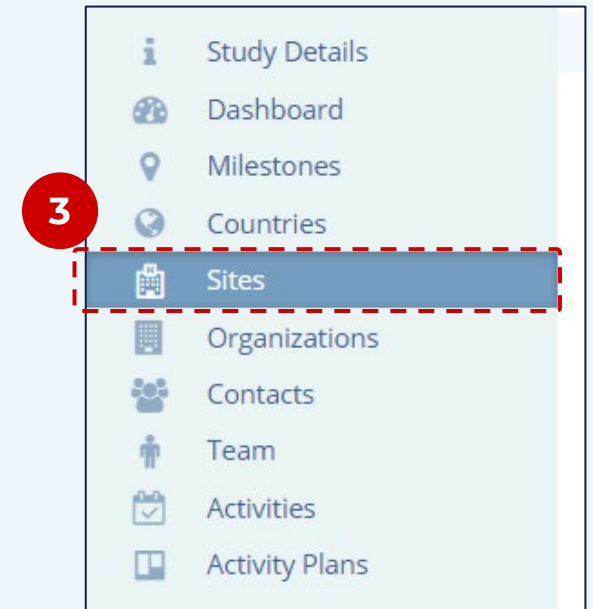 Study Details
Dashboard
Milestones
3
Countries
Sites
Organizations
Contacts
Team
Activities
Activity Plans